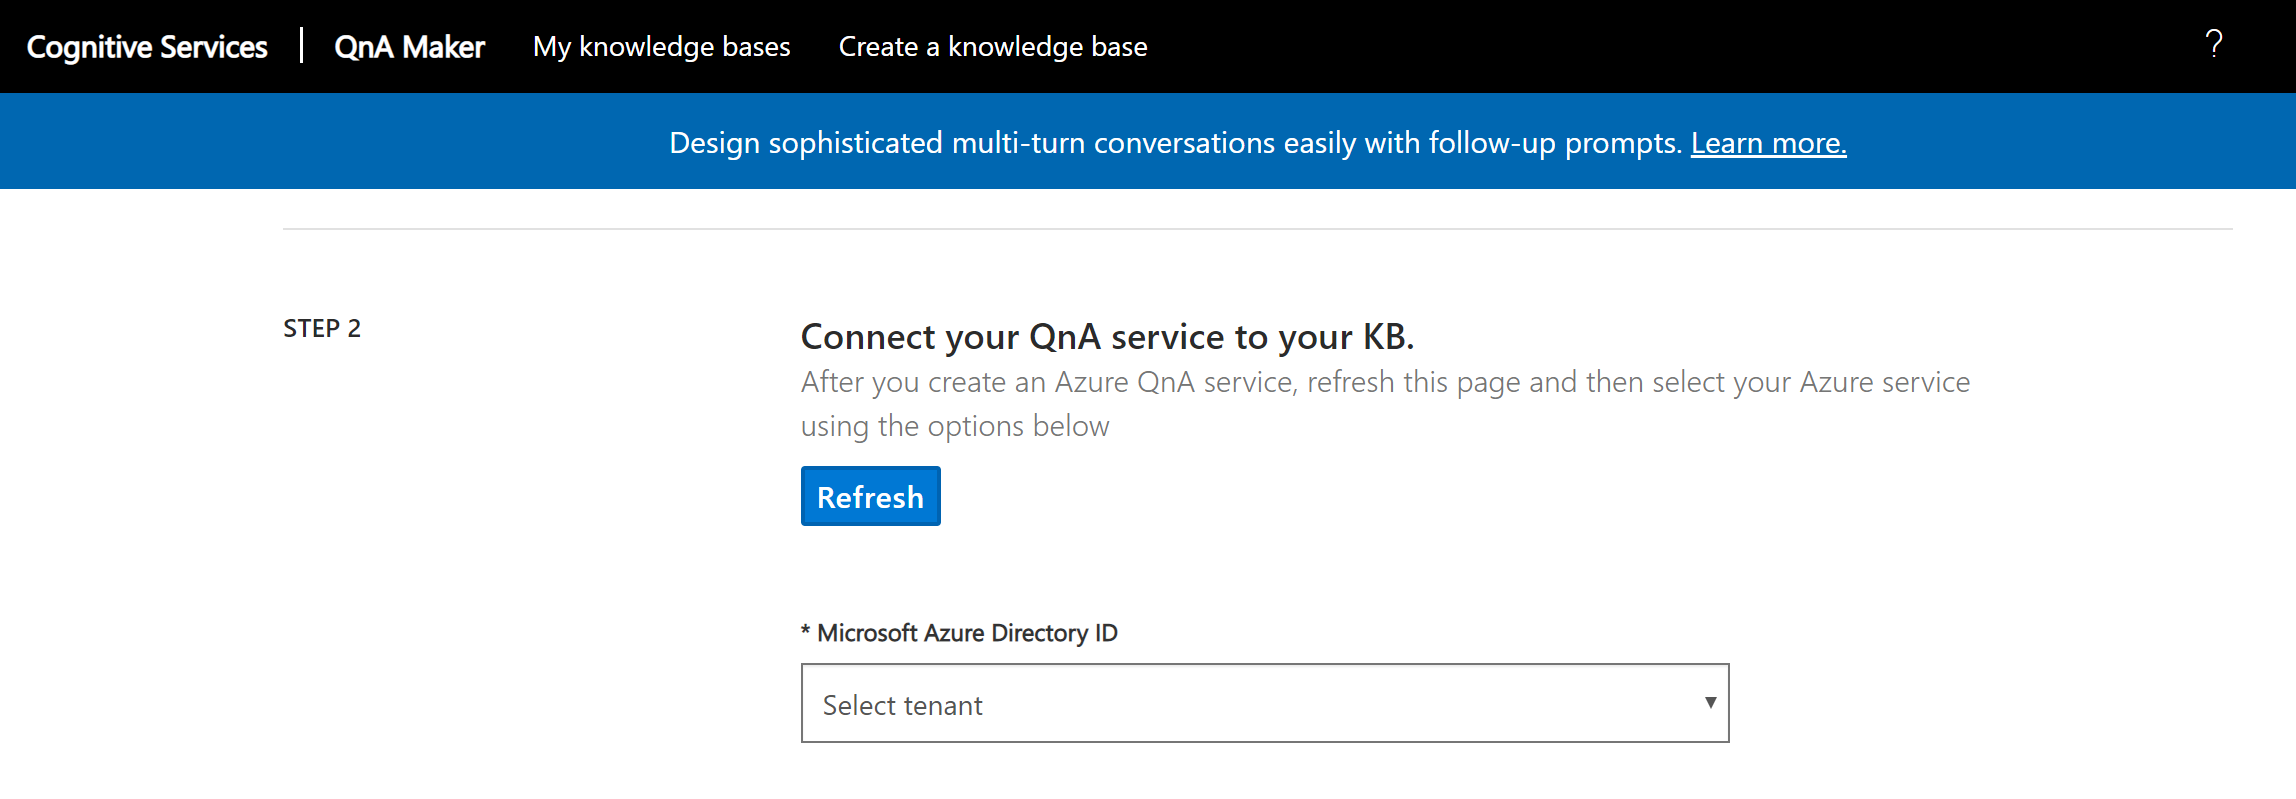 Cognitive Services | QnA Maker My knowledge bases Create a knowledge base ?
Design sophisticated multi-turn conversations easily with follow-up prompts. Learn more.
STEP 2
Connect your QnA service to your KB.
After you create an Azure QnA service, refresh this page and then select your Azure service
using the options below
Refresh
* Microsoft Azure Directory ID
Select tenant